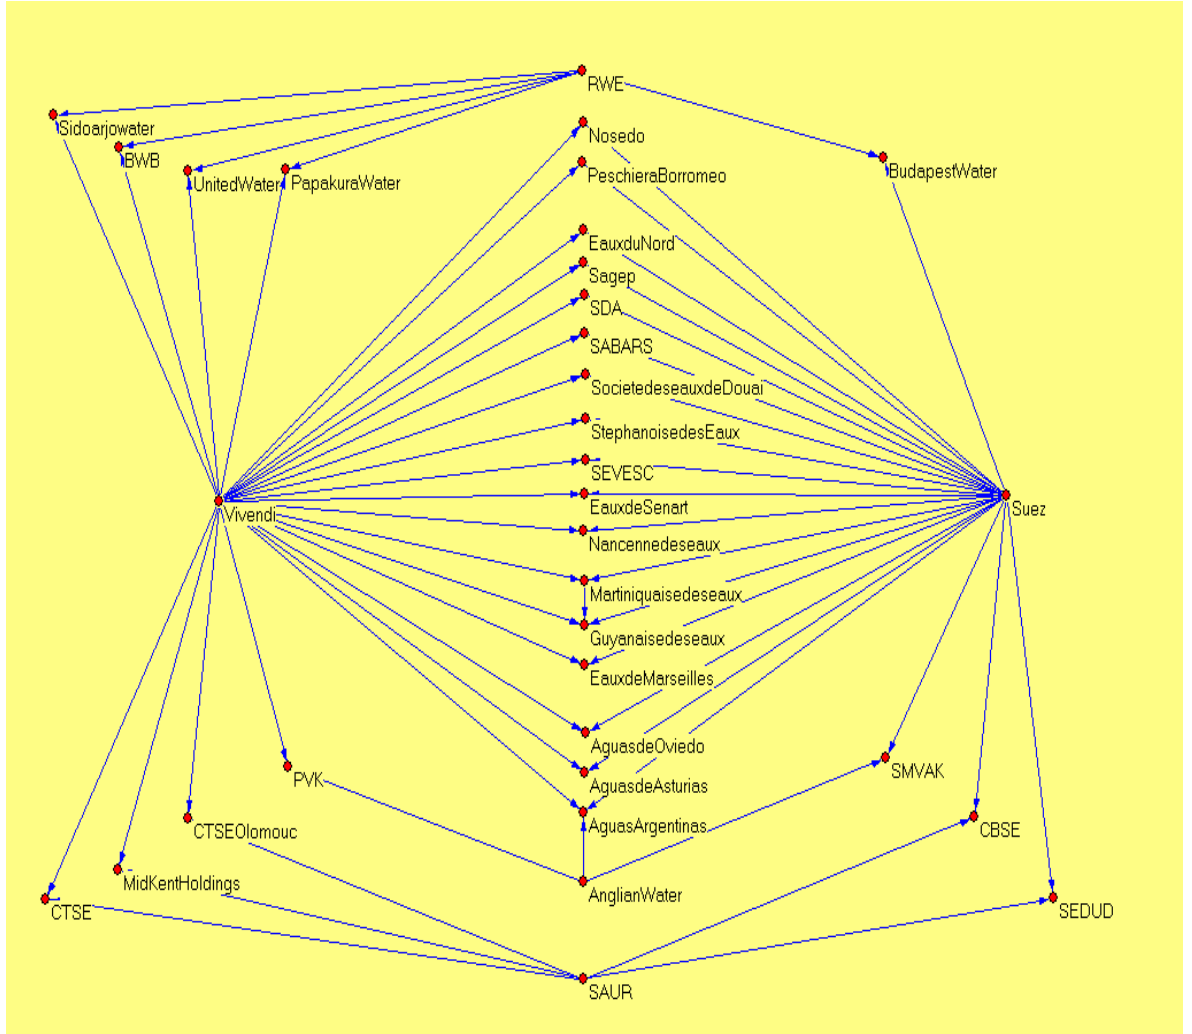 RWE
Sidoarjowater
Nosedo
BWB
BudapestWater
UnitedWater
PapakuraWater
PeschieraBorromeo
EauxduNord
Sagep
SDA
SABARS
SocietedeseauxdeDouai
StephanoisedesEaux
SEVESC
EauxdeSenart
Vivendi
Suez
Nancennedeseaux
Martiniquaisedeseaux
Guyanaisedeseaux
EauxdeMarseilles
AguasdeOviedo
SMVAK
PVK
AguasdeAsturias
AguasArgentinas
CTSEOlomouc
CBSE
MidKentHoldings
AnglianWater
CTSE
SEDUD
SAUR